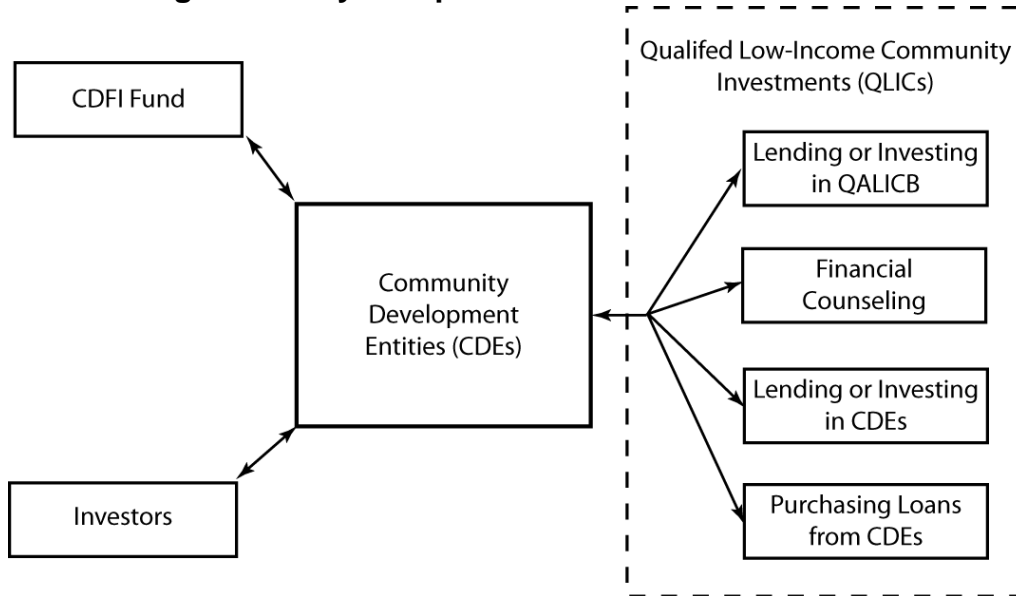 CDFI Fund
Investors
Community
Development
Entities (CDEs)
Qualifed Low-Income Community
Investments (QLICs)
Lending or Investing
in QALICB
Financial
Counseling
Lending or Investing
in CDEs
Purchasing Loans
from CDEs